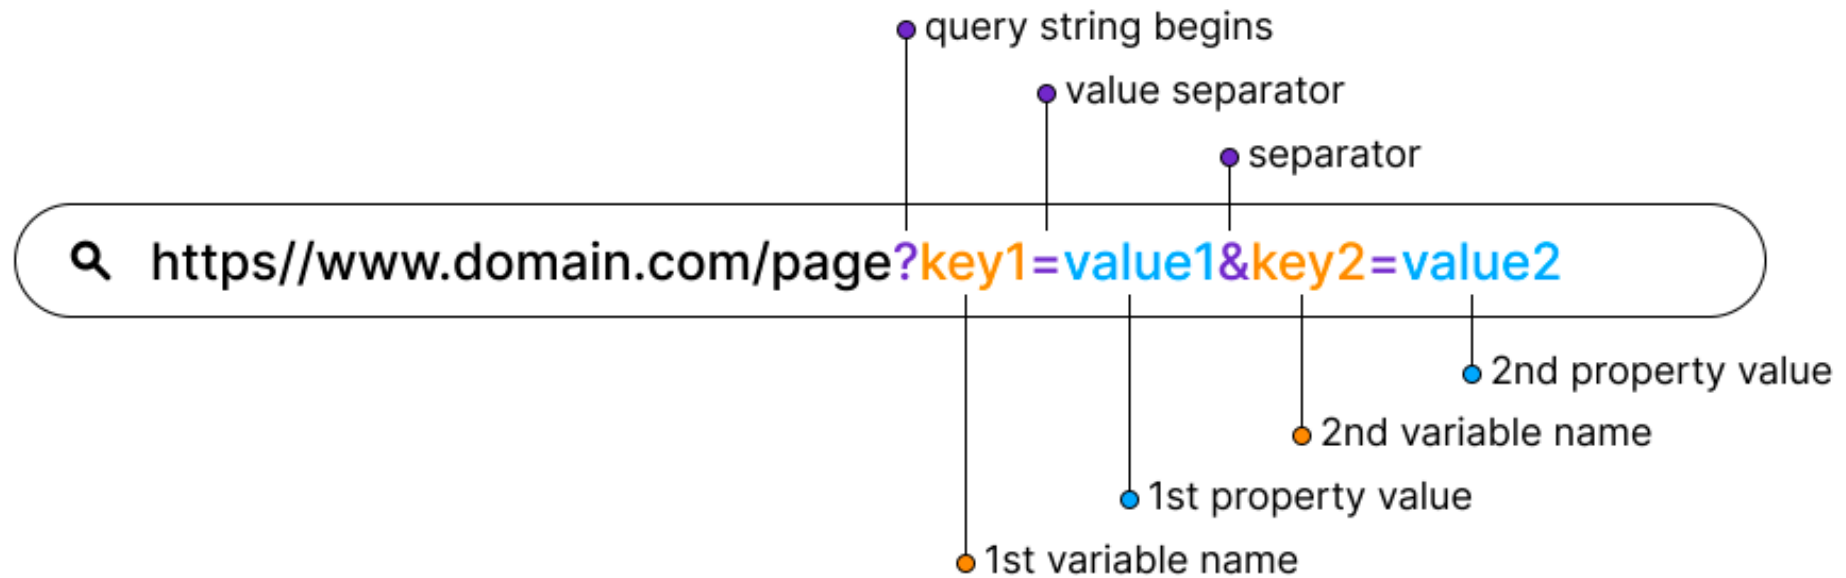 query string begins
value separator
separator
https//www.domain.com/page?key1=value1&key2=value2
2nd property value
2nd variable name
1st property value
1st variable name